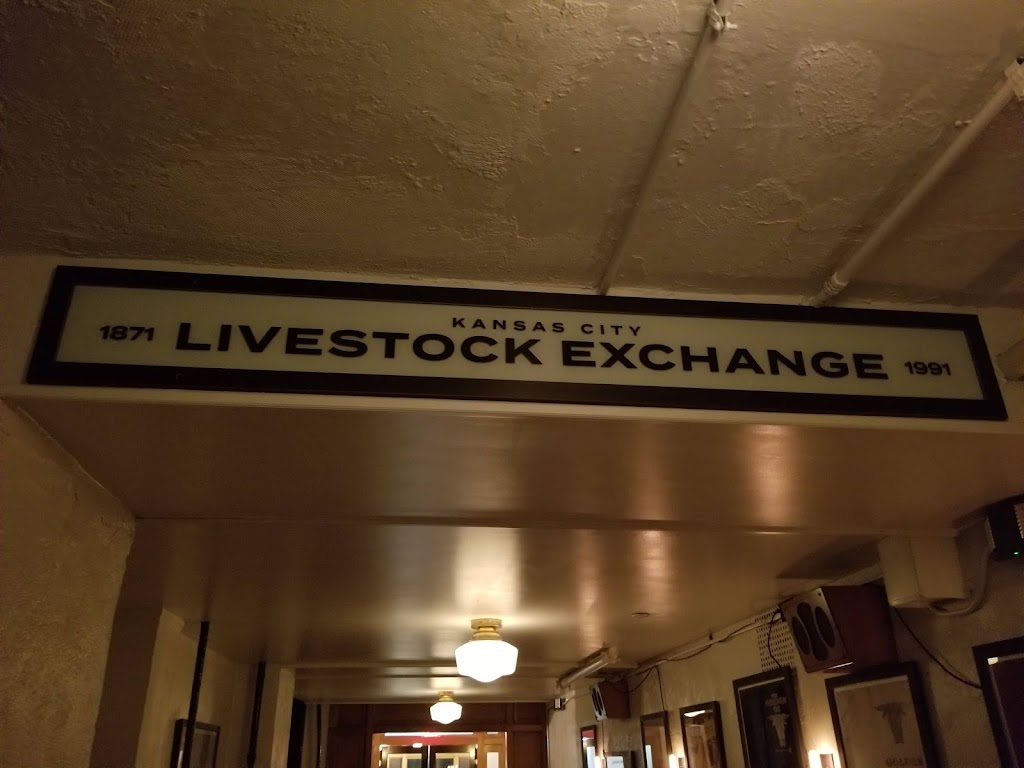 KANSAS CITY
1871 LIVESTOCK EXCHANGE 1991